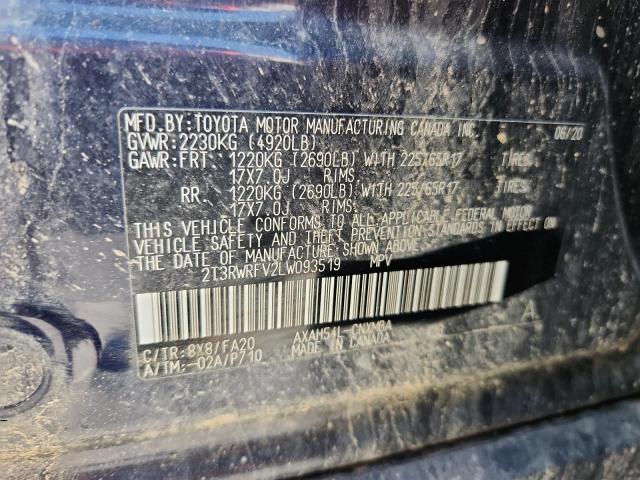 MFD.BY:TOYOTA MOTOR MANUFACTURING CANADA INC. 06/20
GVWR:2230KG (4920LB)
GAWR:FRT. 1220KG (2690LB) WITH 225/65R17 TIRES,
17X7.0J RIMS.
RR. 1220KG (2690LB) WITH 225/65R17 TIRES,
17X7.0J RIMS.
THIS VEHICLE CONFORMS TO ALL APPLICABLE FEDERAL MOTOR
VEHICLE SAFETY AND THEFT PREVENTION STANDARDS IN EFFECT ON
THE DATE OF MANUFACTURE SHOWN ABOVE.
2T3RWRFV2LW093519 MPV
C/TR:8X8/FA20 AXAH54L-CNXMBA A
A/TM:-02A/P710 MADE IN CANADA